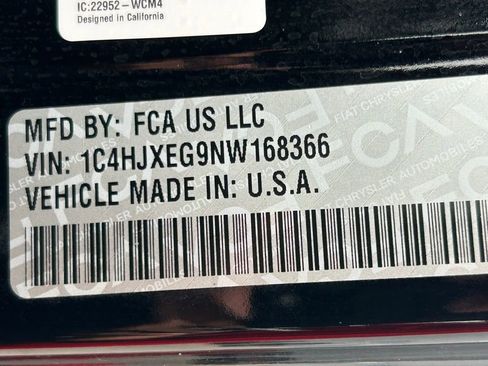 IC:22952-WCM4
Designed in California
MFD BY: FCA US LLC
VIN: 1C4HJXEG9NW168366
VEHICLE MADE IN: U.S.A.